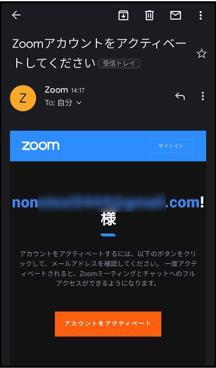 Zoomアカウントをアクティベー
トしてください 受信トレイ
Z
Zoom 14:17
To: 自分
zoom
サインイン
.com!
様
アカウントをアクティベートするには、以下のボタンをクリ
ックして、メールアドレスを確認してください。 一度アクテ
ィベートされると、Zoomミーティングとチャットへのフル
アクセスができるようになります。
アカウントをアクティベート